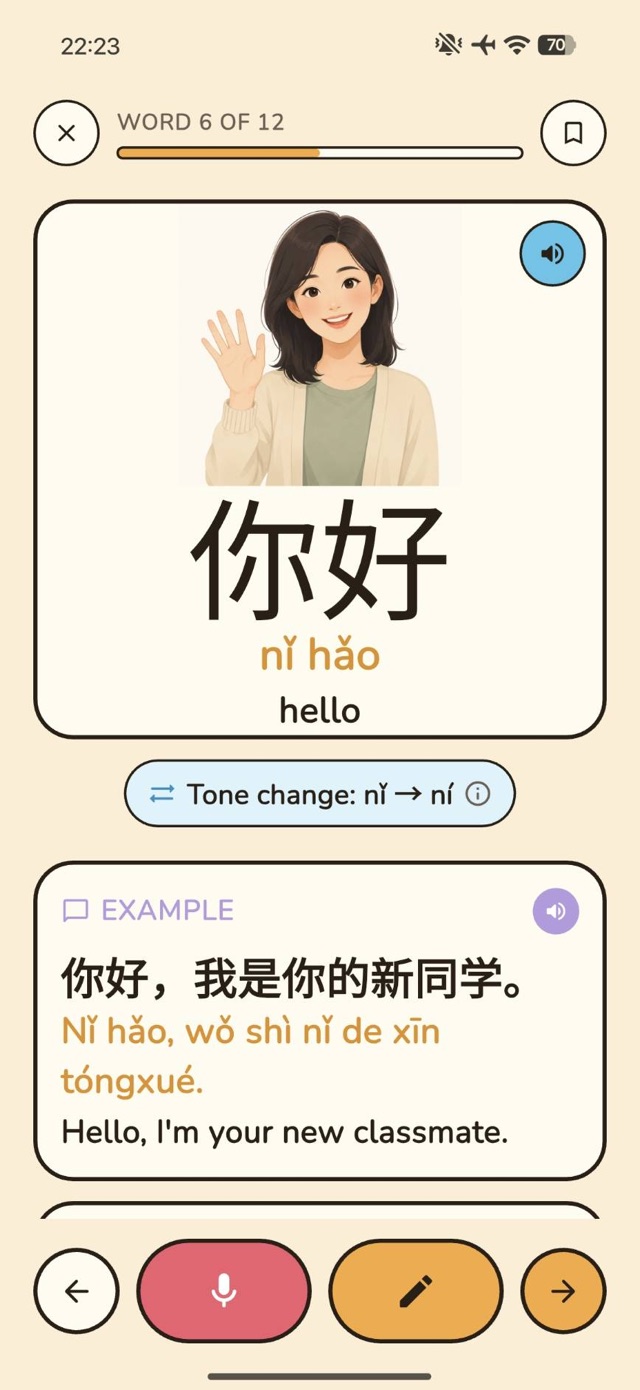 22:23
70
WORD 6 OF 12
你好
nǐ hǎo
hello
Tone change: nǐ → ní
EXAMPLE
你好，我是你的新同学。
Nǐ hǎo, wǒ shì nǐ de xīn
tóngxué.
Hello, I'm your new classmate.